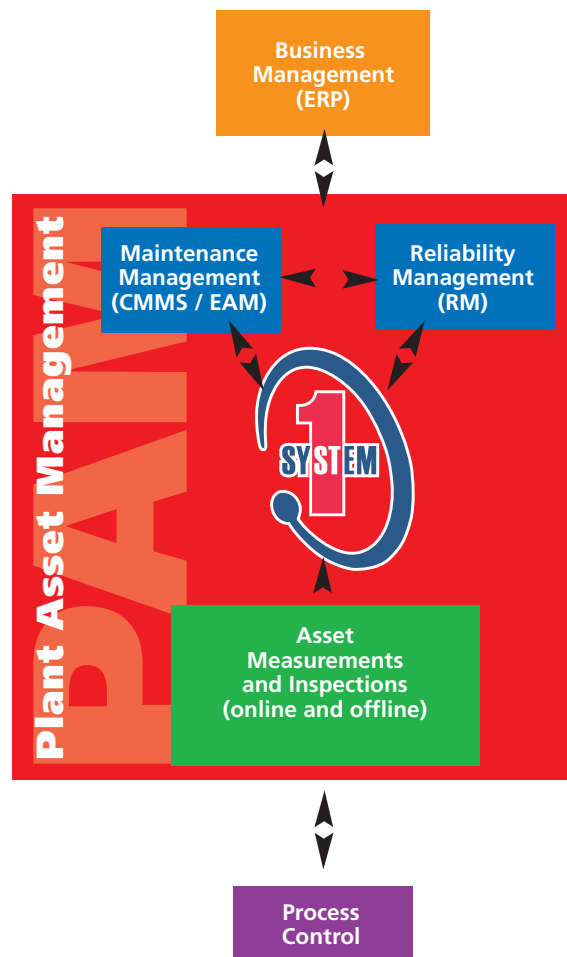 Business
Management
(ERP)
Plant Asset Management
PAM
Maintenance
Management
(CMMS / EAM)
Reliability
Management
(RM)
1
SYSTEM
Asset
Measurements
and Inspections
(online and offline)
Process
Control